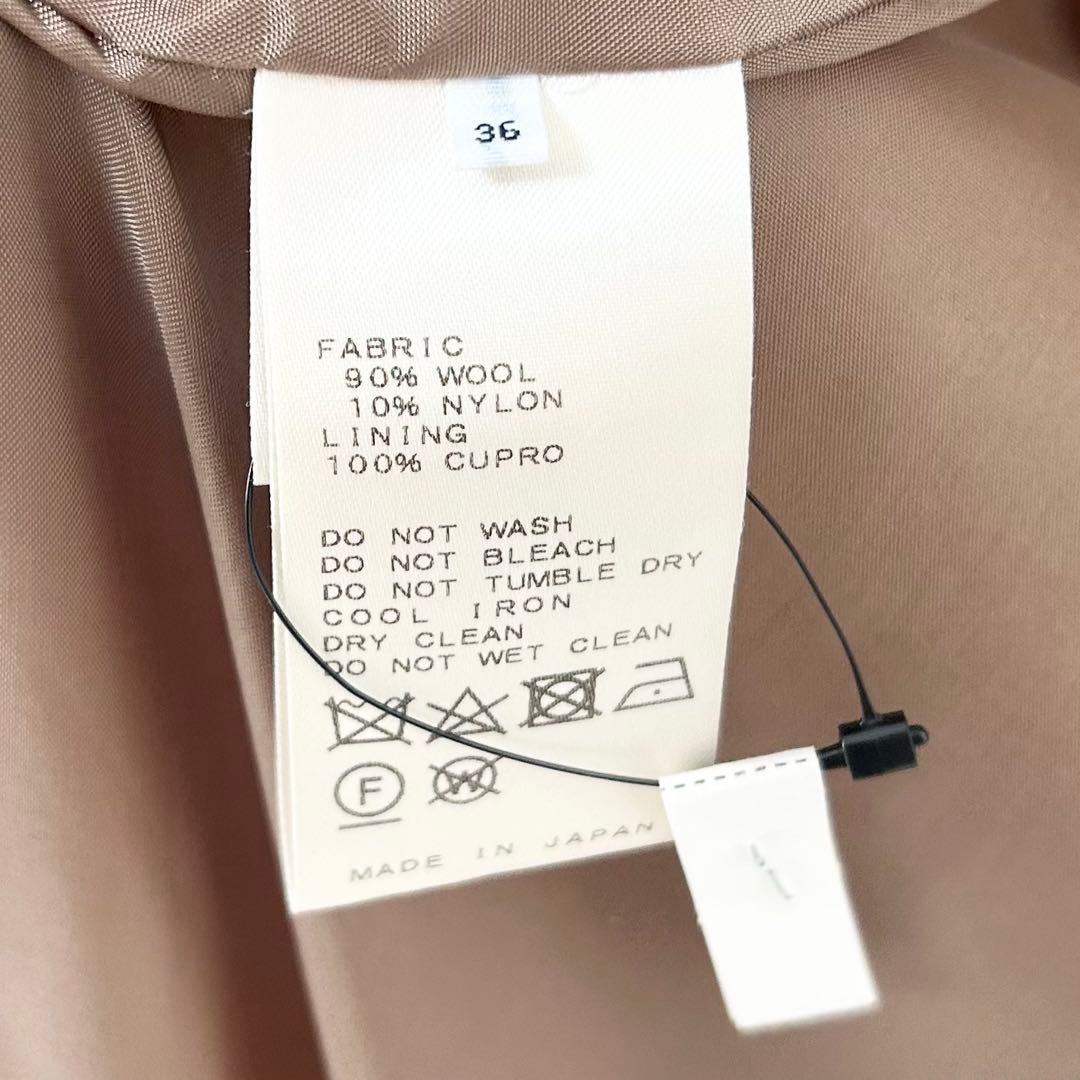 36
FABRIC
90% WOOL
10% NYLON
LINING
100% CUPRO
DO NOT WASH
DO NOT BLEACH
DO NOT TUMBLE DRY
COOL IRON
DRY CLEAN
DO NOT WET CLEAN
F W
MADE IN JAPAN